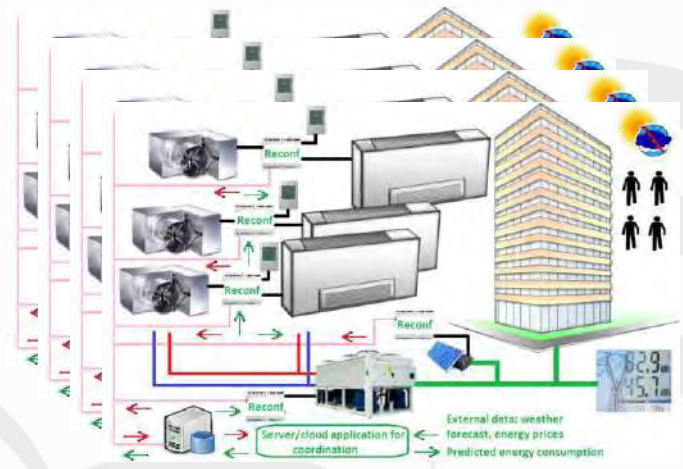 Reconf
Reconf
Reconf
Reconf
Reconf
62.9
45.7
External data: weather
forecast, energy prices
Server/cloud application for
coordination
Predicted energy consumption